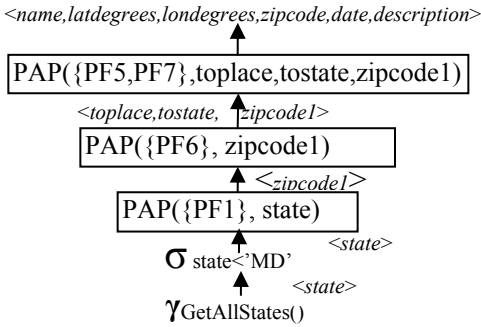 <name,latdegrees,londegrees,zipcode,date,description>
PAP({PF5,PF7},toplace,tostate,zipcode1)
<toplace,tostate, zipcode1>
PAP({PF6}, zipcode1)
<zipcode1>
PAP({PF1}, state)
<state>
σ state<'MD'
<state>
γGetAllStates()